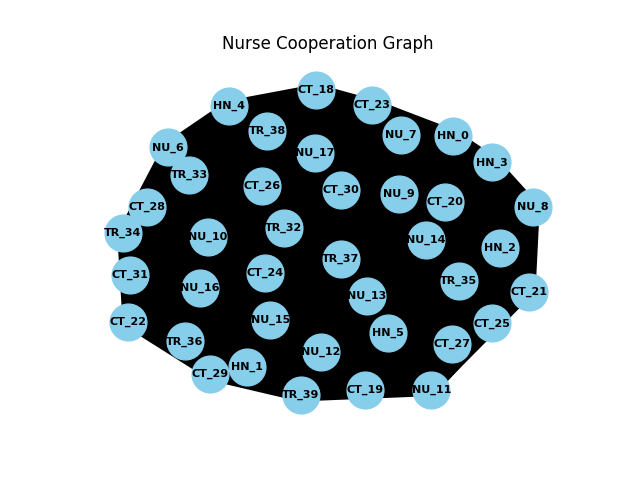 Nurse Cooperation Graph
CT_18
HN_4
CT_23
TR_38
NU_7
HN_0
NU_6
NU_17
HN_3
TR_33
CT_26
CT_30
NU_9
CT_20
CT_28
NU_8
TR_34
NU_10
TR_32
NU_14
HN_2
CT_31
CT_24
TR_37
TR_35
NU_16
NU_13
CT_21
CT_22
NU_15
CT_25
TR_36
HN_5
CT_27
NU_12
CT_29
HN_1
TR_39
CT_19
NU_11